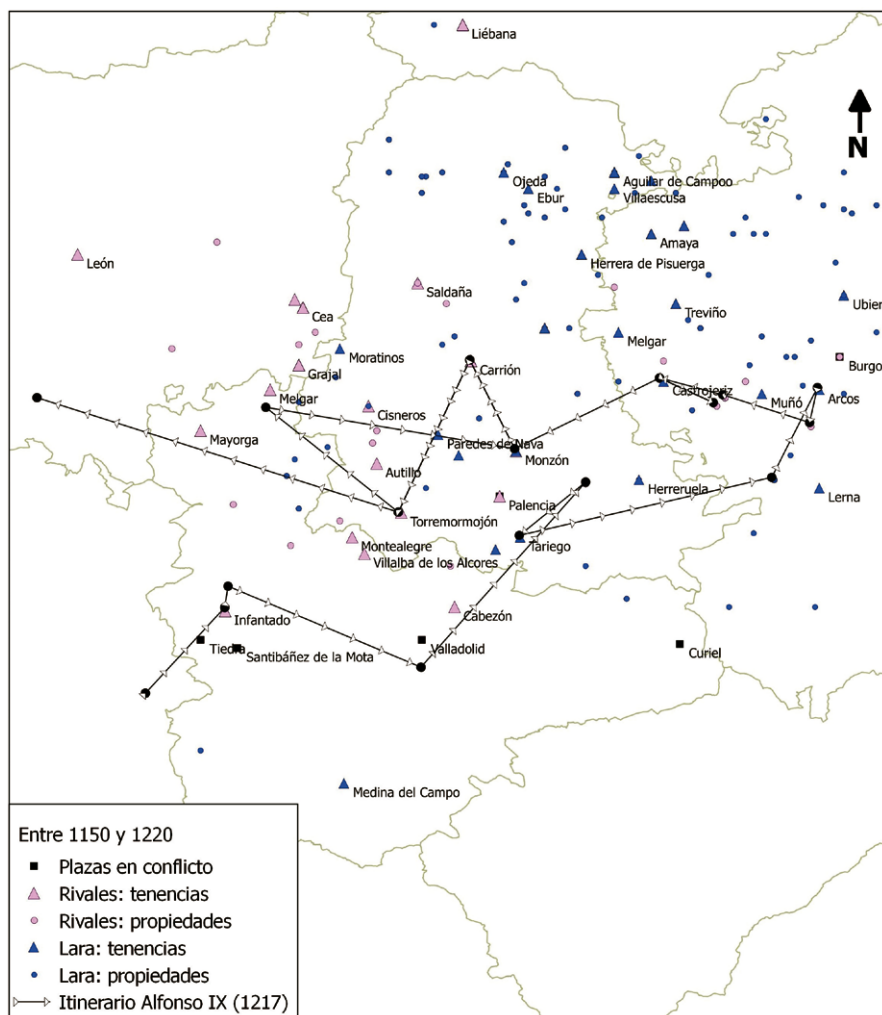 Liébana
N
Ojeda
Aguilar de Campoo
Ebur
Villaescusa
Amaya
León
Herrera de Pisuerga
Saldaña
Cea
Treviño
Ubier
Melgar
Moratinos
Burgo
Grajal
Carrión
Melgar
Castrojeriz
Muñó
Arcos
Cisneros
Mayorga
Paredes de Nava
Monzón
Autillo
Herreruela
Lerna
Palencia
Torremormojón
Montealegre
Tariego
Villalba de los Alcores
Infantado
Cabezón
Tiedra
Santibáñez de la Mota
Valladolid
Curiel
Medina del Campo
Entre 1150 y 1220
Plazas en conflicto
Rivales: tenencias
Rivales: propiedades
Lara: tenencias
Lara: propiedades
Itinerario Alfonso IX (1217)